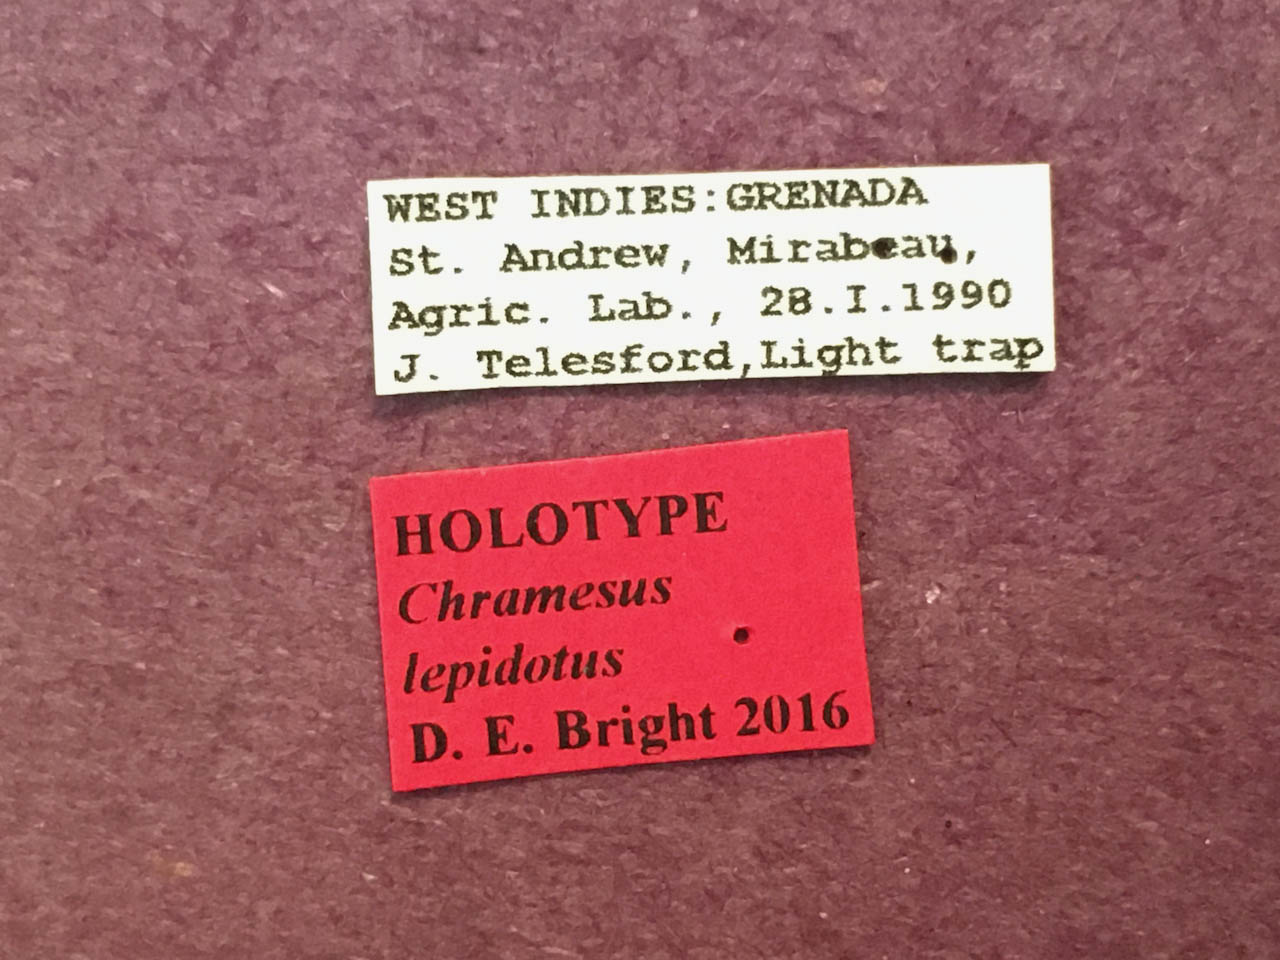 WEST INDIES:GRENADA
St. Andrew, Mirabeau,
Agric. Lab., 28.I.1990
J. Telesford,Light trap
HOLOTYPE
Chramesus
lepidotus
D. E. Bright 2016